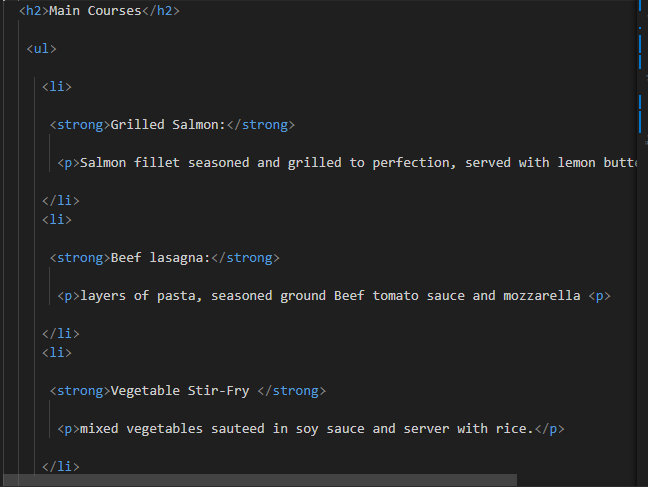 <h2>Main Courses</h2>
<ul>
<li>
<strong>Grilled Salmon:</strong>
<p>Salmon fillet seasoned and grilled to perfection, served with lemon butte
</li>
<li>
<strong>Beef lasagna:</strong>
<p>layers of pasta, seasoned ground Beef tomato sauce and mozzarella <p>
</li>
<li>
<strong>Vegetable Stir-Fry </strong>
<p>mixed vegetables sauteed in soy sauce and server with rice.</p>
</li>